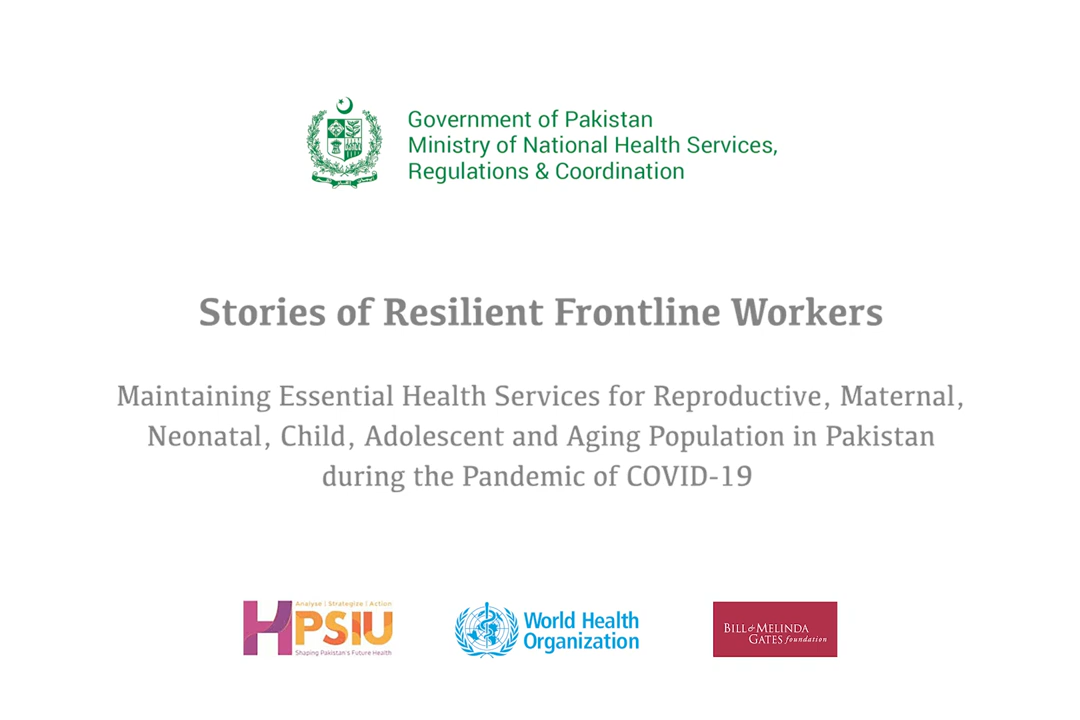 Government of Pakistan
Ministry of National Health Services,
Regulations & Coordination
Stories of Resilient Frontline Workers
Maintaining Essential Health Services for Reproductive, Maternal,
Neonatal, Child, Adolescent and Aging Population in Pakistan
during the Pandemic of COVID-19
Analyse | Strategize | Action
HPSIU
Shaping Pakistan's Future Health
World Health
Organization
BILL & MELINDA
GATES foundation